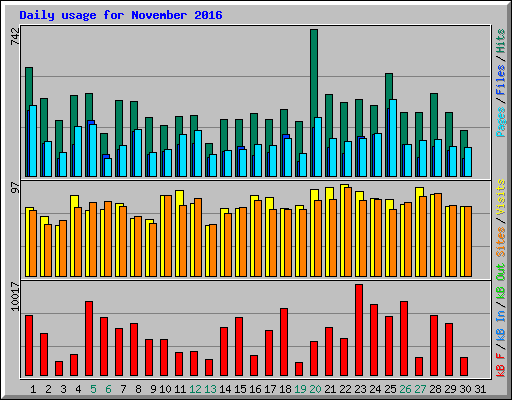 Daily usage for November 2016
742
Pages / Files / Hits
97
Sites / Visits
10017
kB F / kB In / kB Out
1 2 3 4 5 6 7 8 9 10 11 12 13 14 15 16 17 18 19 20 21 22 23 24 25 26 27 28 29 30 31